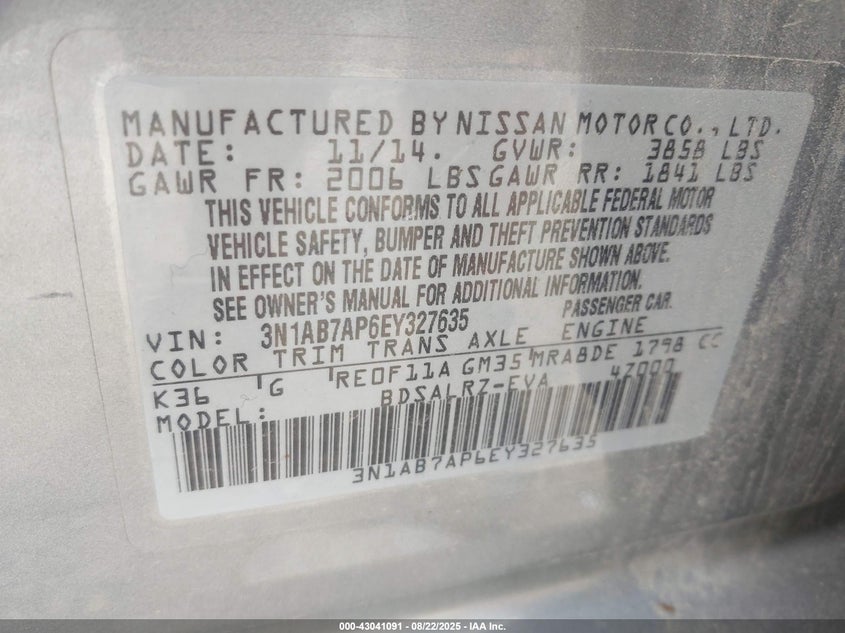 MANUFACTURED BY NISSAN MOTOR CO., LTD.
DATE: 11/14. GVWR: 3858 LBS
GAWR FR: 2006 LBS GAWR RR: 1841 LBS
THIS VEHICLE CONFORMS TO ALL APPLICABLE FEDERAL MOTOR
VEHICLE SAFETY, BUMPER AND THEFT PREVENTION STANDARDS
IN EFFECT ON THE DATE OF MANUFACTURE SHOWN ABOVE.
SEE OWNER'S MANUAL FOR ADDITIONAL INFORMATION.
VIN: 3N1AB7AP6EY327635 PASSENGER CAR.
COLOR TRIM TRANS AXLE ENGINE
K36 G RE0F11A GM35 MRA8DE 1798 CC
MODEL: BDSALRZ-EVA 47000
3N1AB7AP6EY327635
000-43041091 - 08/22/2025 - IAA Inc.